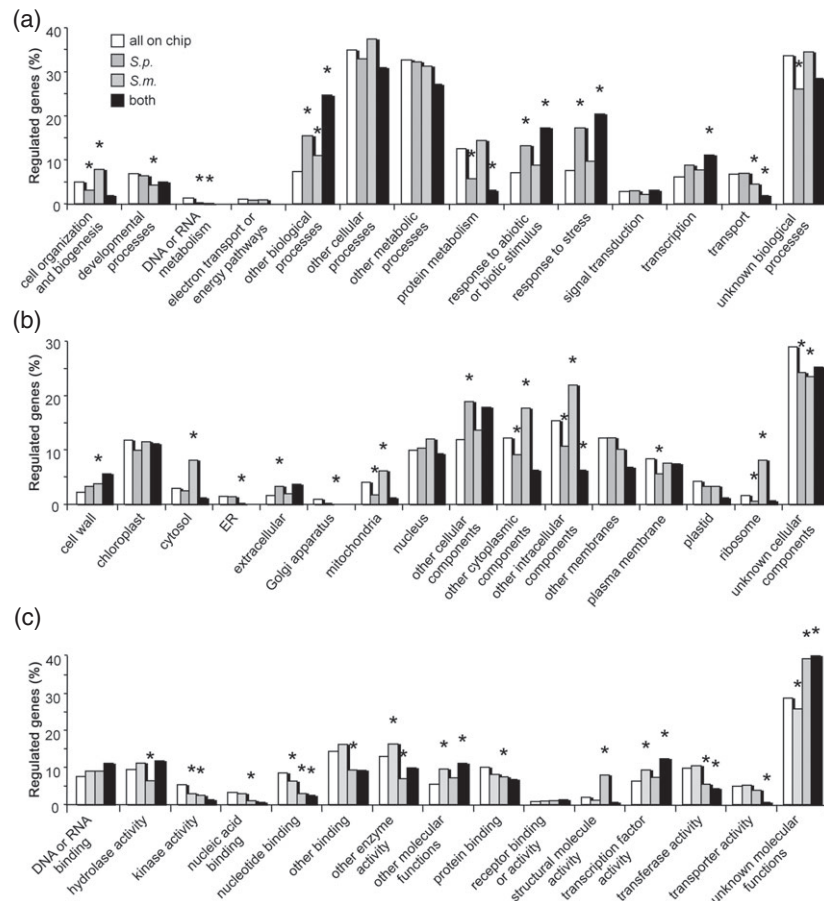 (a)
all on chip
S.p.
S.m.
both
Regulated genes (%)
40
30
20
10
0
* * * * * * * * * * * * * * * * * * *
cell organization
and biogenesis
developmental
processes
DNA or RNA
metabolism
electron transport or
energy pathways
other biological
processes
other cellular
processes
other metabolic
processes
protein metabolism
response to abiotic
or biotic stimulus
response to stress
signal transduction
transcription
transport
unknown biological
processes
(b)
Regulated genes (%)
30
20
10
0
* * * * * * * * * * * * * * * * * *
cell wall
chloroplast
cytosol
ER
extracellular
Golgi apparatus
mitochondria
nucleus
other cellular
components
other cytoplasmic
components
other intracellular
components
other membranes
plasma membrane
plastid
ribosome
unknown cellular
components
(c)
Regulated genes (%)
40
30
20
10
0
* * * * * * * * * * * * * * * * * * * * * *
DNA or RNA
binding
hydrolase activity
kinase activity
nucleic acid
binding
nucleotide binding
other binding
other enzyme
activity
other molecular
functions
protein binding
receptor binding
or activity
structural molecule
activity
transcription factor
activity
transferase activity
transporter activity
unknown molecular
functions